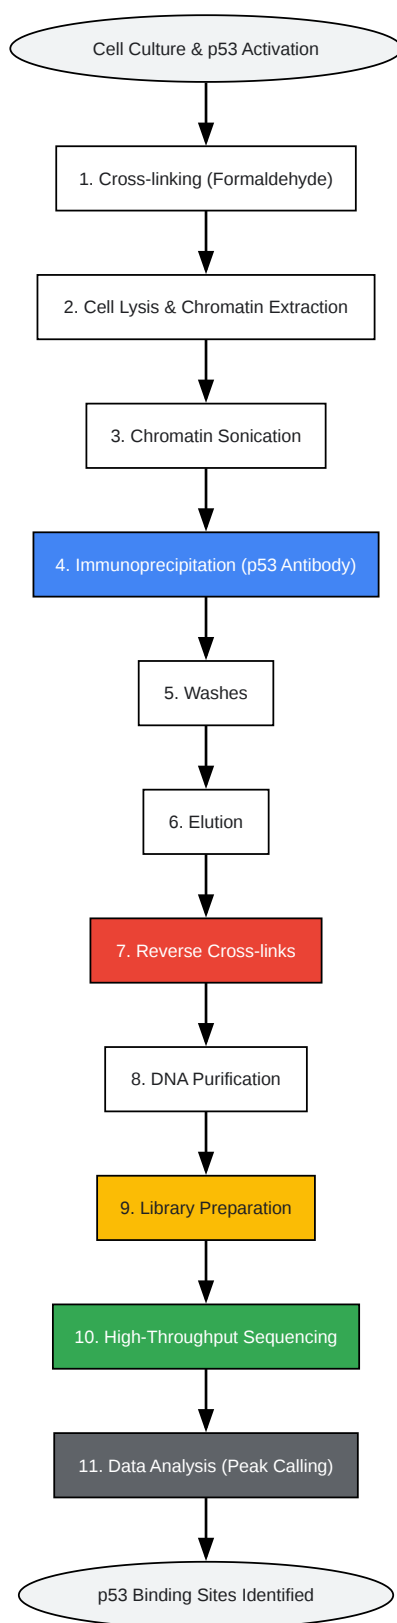 Cell Culture & p53 Activation
1. Cross-linking (Formaldehyde)
2. Cell Lysis & Chromatin Extraction
3. Chromatin Sonication
4. Immunoprecipitation (p53 Antibody)
5. Washes
6. Elution
7. Reverse Cross-links
8. DNA Purification
9. Library Preparation
10. High-Throughput Sequencing
11. Data Analysis (Peak Calling)
p53 Binding Sites Identified